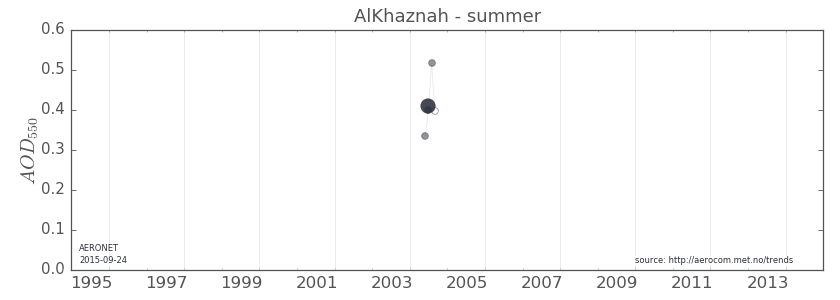 AlKhaznah - summer
0.6
0.5
0.4
0.3
0.2
0.1
0.0
AOD550
AERONET
2015-09-24
source: http://aerocom.met.no/trends
1995 1997 1999 2001 2003 2005 2007 2009 2011 2013